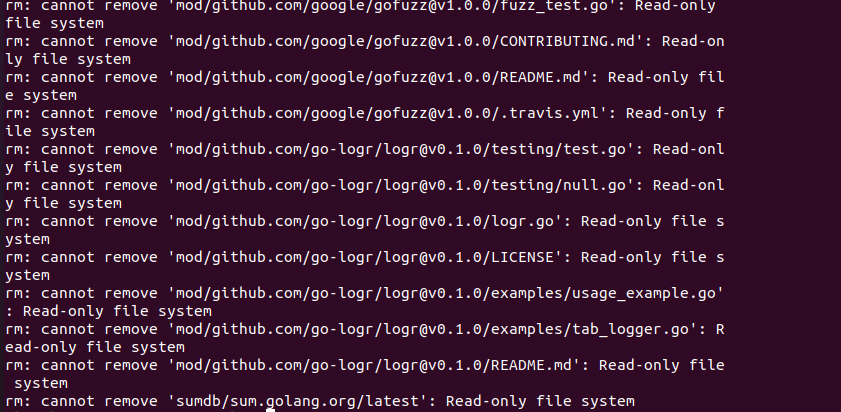 rm: cannot remove 'mod/github.com/google/gofuzz@v1.0.0/fuzz_test.go': Read-only
file system
rm: cannot remove 'mod/github.com/google/gofuzz@v1.0.0/CONTRIBUTING.md': Read-on
ly file system
rm: cannot remove 'mod/github.com/google/gofuzz@v1.0.0/README.md': Read-only fil
e system
rm: cannot remove 'mod/github.com/google/gofuzz@v1.0.0/.travis.yml': Read-only f
ile system
rm: cannot remove 'mod/github.com/go-logr/logr@v0.1.0/testing/test.go': Read-onl
y file system
rm: cannot remove 'mod/github.com/go-logr/logr@v0.1.0/testing/null.go': Read-onl
y file system
rm: cannot remove 'mod/github.com/go-logr/logr@v0.1.0/logr.go': Read-only file s
ystem
rm: cannot remove 'mod/github.com/go-logr/logr@v0.1.0/LICENSE': Read-only file s
ystem
rm: cannot remove 'mod/github.com/go-logr/logr@v0.1.0/examples/usage_example.go'
: Read-only file system
rm: cannot remove 'mod/github.com/go-logr/logr@v0.1.0/examples/tab_logger.go': R
ead-only file system
rm: cannot remove 'mod/github.com/go-logr/logr@v0.1.0/README.md': Read-only file
 system
rm: cannot remove 'sumdb/sum.golang.org/latest': Read-only file system